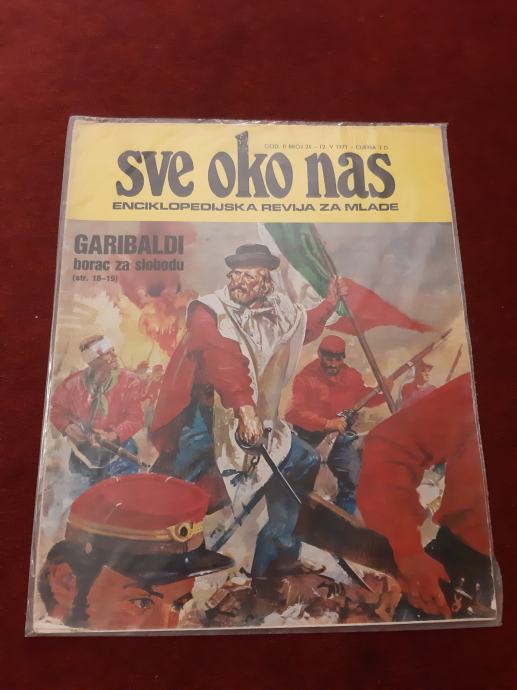 GOD. II BROJ 24 – 12. V 1971 – CIJENA 3 D
sve oko nas
ENCIKLOPEDIJSKA REVIJA ZA MLADE
GARIBALDI
borac za slobodu
(str. 18–19)